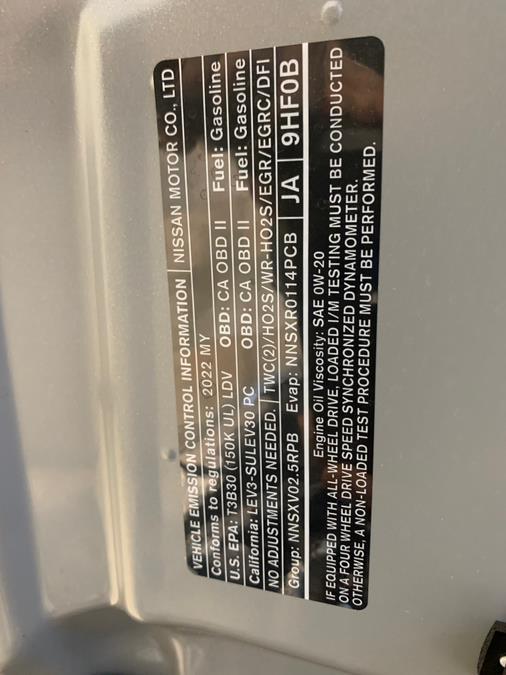 VEHICLE EMISSION CONTROL INFORMATION NISSAN MOTOR CO., LTD
Conforms to regulations: 2022 MY
U.S. EPA: T3B30 (150K UL) LDV OBD: CA OBD II Fuel: Gasoline
California: LEV3-SULEV30 PC OBD: CA OBD II Fuel: Gasoline
NO ADJUSTMENTS NEEDED. TWC(2)/HO2S/WR-HO2S/EGR/EGRC/DFI
Group: NNSXV02.5RPB Evap: NNSXR0114PCB JA 9HF0B
Engine Oil Viscosity: SAE 0W-20
IF EQUIPPED WITH ALL-WHEEL DRIVE, LOADED I/M TESTING MUST BE CONDUCTED
ON A FOUR WHEEL DRIVE SPEED SYNCHRONIZED DYNAMOMETER.
OTHERWISE, A NON-LOADED TEST PROCEDURE MUST BE PERFORMED.